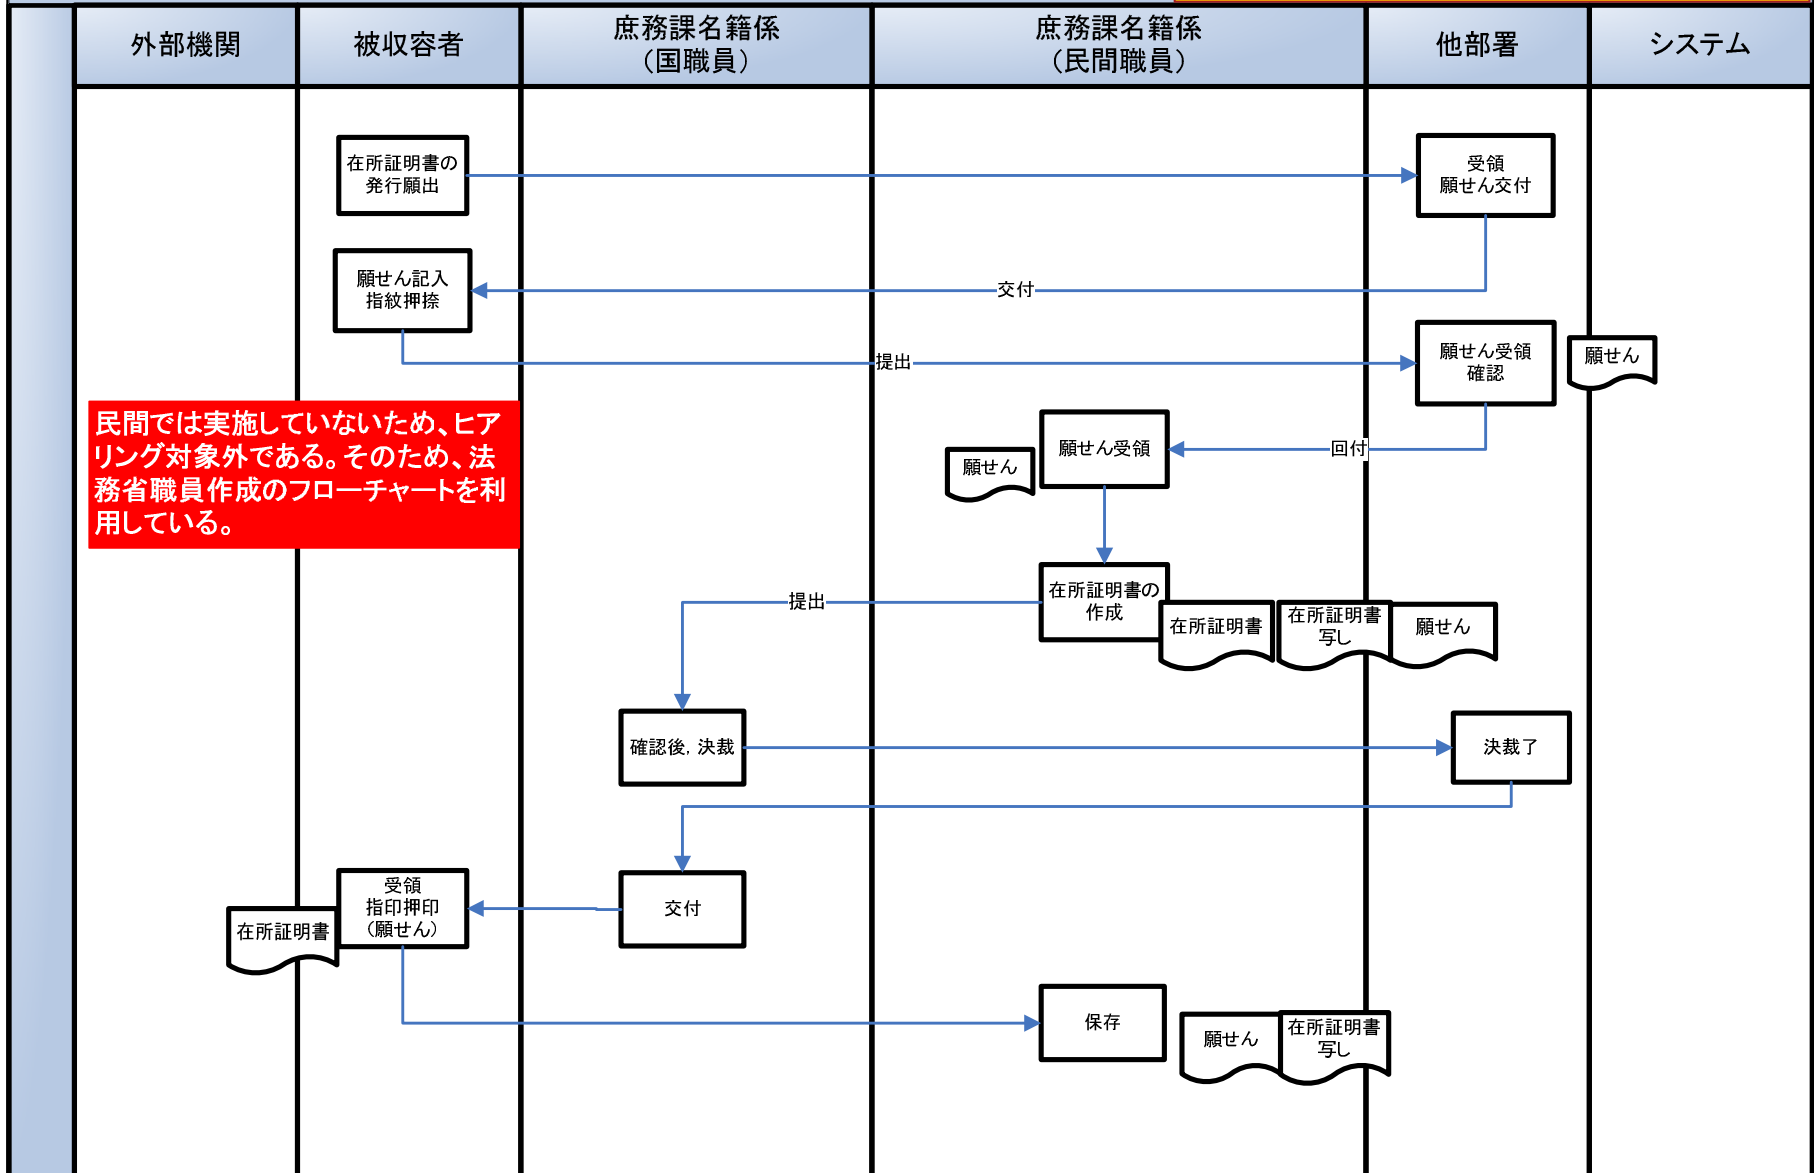 外部機関
被収容者
庶務課名籍係
（国職員）
庶務課名籍係
（民間職員）
他部署
システム
在所証明書の
発行願出
受領
願せん交付
願せん記入
指紋押捺
交付
提出
願せん受領
確認
願せん
民間では実施していないため、ヒア
リング対象外である。そのため、法
務省職員作成のフローチャートを利
用している。
願せん
願せん受領
回付
在所証明書の
作成
提出
在所証明書
在所証明書
写し
願せん
確認後，決裁
決裁了
在所証明書
受領
指印押印
（願せん）
交付
保存
願せん
在所証明書
写し